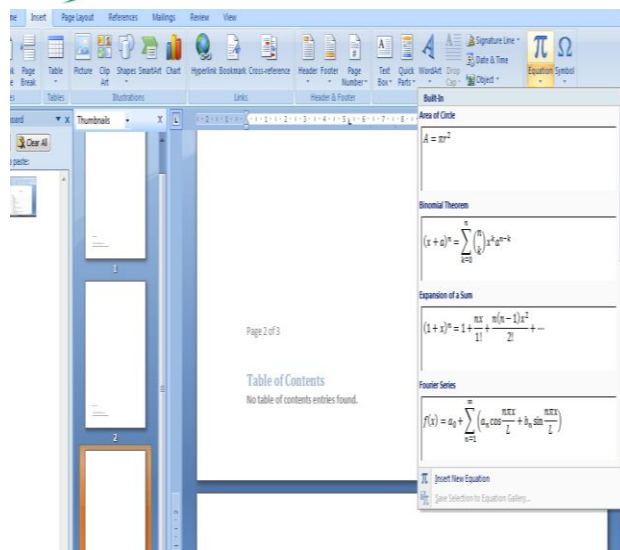 Insert Page Layout References Mailings Review View
Page Break Table Picture Clip Art Shapes SmartArt Chart Hyperlink Bookmark Cross-reference Header Footer Page Number Text Box Quick Parts WordArt Drop Cap Signature Line Date & Time Object Equation Symbol
Tables Illustrations Links Header & Footer
Thumbnails X
Clear All
paste:
1
2
Page 2 of 3
Table of Contents
No table of contents entries found.
Built-In
Area of Circle
A = πr²
Binomial Theorem
(x + a)ⁿ = ∑ₖ₌₀ⁿ (n k) xᵏaⁿ⁻ᵏ
Expansion of a Sum
(1 + x)ⁿ = 1 + nx/1! + n(n − 1)x²/2! + ⋯
Fourier Series
f(x) = a₀ + ∑ₙ₌₁^∞ (aₙ cos nπx/L + bₙ sin nπx/L)
Insert New Equation
Save Selection to Equation Gallery...